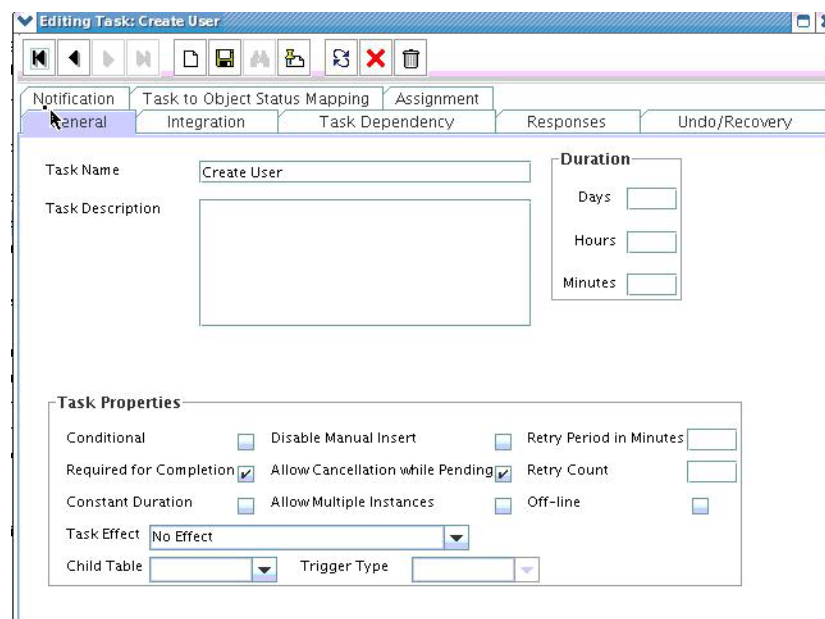 Editing Task: Create User
Notification Task to Object Status Mapping Assignment
General Integration Task Dependency Responses Undo/Recovery
Task Name Create User
Duration
Days
Task Description
Hours
Minutes
Task Properties
Conditional Disable Manual Insert Retry Period in Minutes
Required for Completion Allow Cancellation while Pending Retry Count
Constant Duration Allow Multiple Instances Off-line
Task Effect No Effect
Child Table Trigger Type